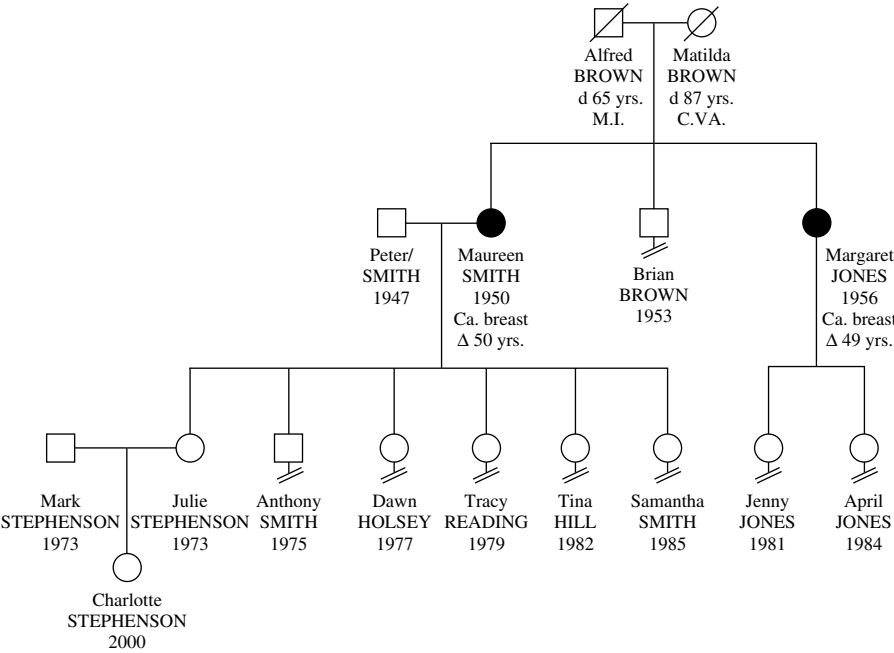 Alfred
BROWN
d 65 yrs.
M.I.
Matilda
BROWN
d 87 yrs.
C.VA.
Peter/
SMITH
1947
Maureen
SMITH
1950
Ca. breast
Δ 50 yrs.
Brian
BROWN
1953
Margaret
JONES
1956
Ca. breast
Δ 49 yrs.
Mark
STEPHENSON
1973
Julie
STEPHENSON
1973
Anthony
SMITH
1975
Dawn
HOLSEY
1977
Tracy
READING
1979
Tina
HILL
1982
Samantha
SMITH
1985
Jenny
JONES
1981
April
JONES
1984
Charlotte
STEPHENSON
2000